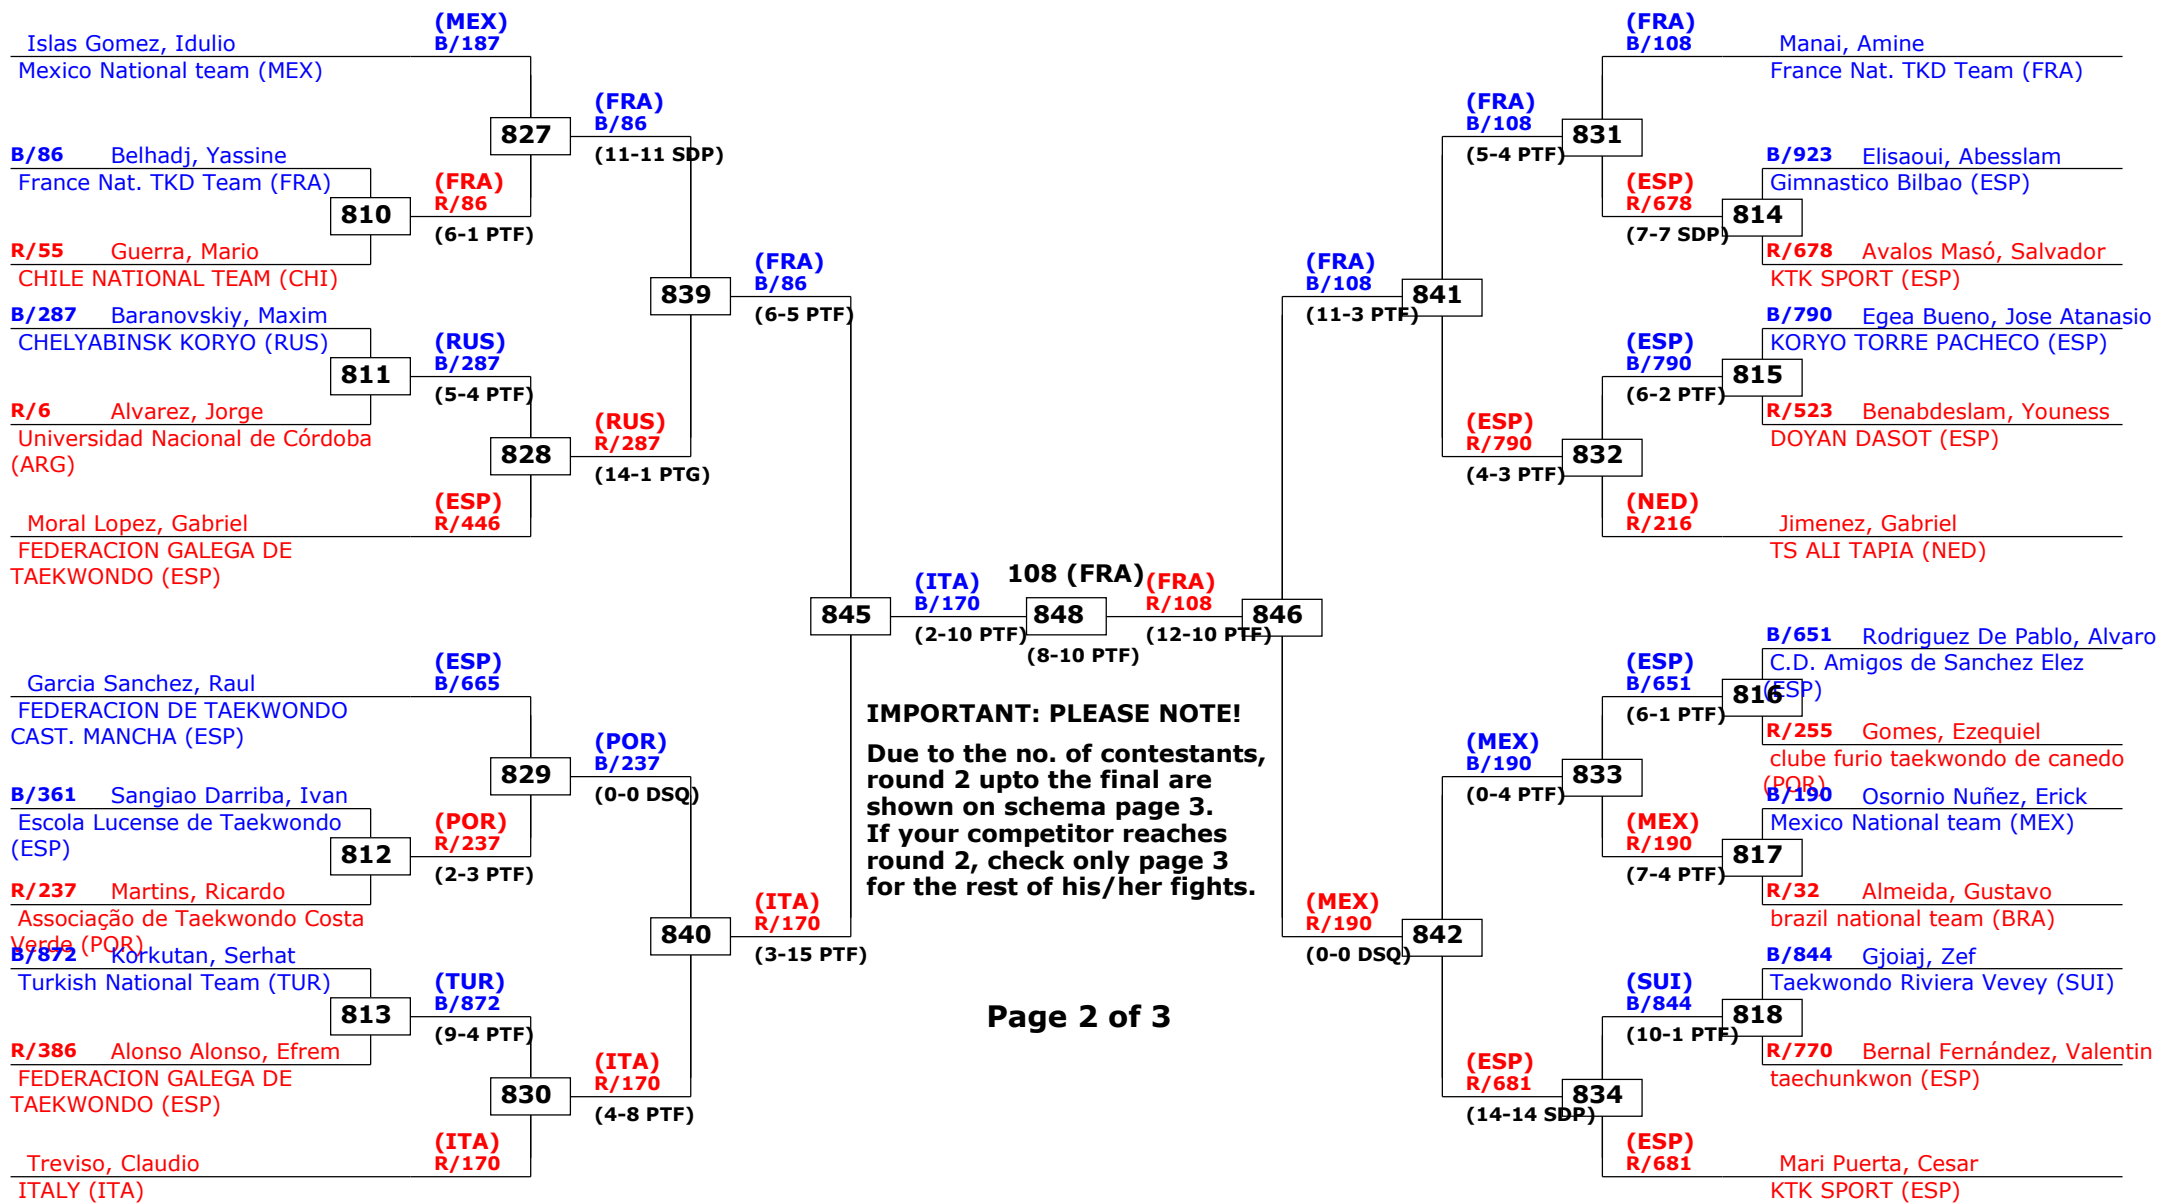 (MEX)
Islas Gomez, Idulio B/187
Mexico National team (MEX)
(FRA)
B/86
827
(11-11 SDP)
B/86 Belhadj, Yassine
France Nat. TKD Team (FRA)
(FRA)
R/86
810
(6-1 PTF)
R/55 Guerra, Mario
CHILE NATIONAL TEAM (CHI)
(FRA)
B/86
839
(6-5 PTF)
B/287 Baranovskiy, Maxim
CHELYABINSK KORYO (RUS)
(RUS)
B/287
811
(5-4 PTF)
R/6 Alvarez, Jorge
Universidad Nacional de Córdoba
(ARG)
(RUS)
R/287
828
(14-1 PTG)
(ESP)
Moral Lopez, Gabriel R/446
FEDERACION GALEGA DE
TAEKWONDO (ESP)
845
(ITA)
B/170
(2-10 PTF)
108 (FRA)
848
(8-10 PTF)
(FRA)
R/108
846
(12-10 PTF)
(ESP)
Garcia Sanchez, Raul B/665
FEDERACION DE TAEKWONDO
CAST. MANCHA (ESP)
(POR)
B/237
829
(0-0 DSQ)
B/361 Sangiao Darriba, Ivan
Escola Lucense de Taekwondo
(ESP)
(POR)
R/237
812
(2-3 PTF)
R/237 Martins, Ricardo
Associação de Taekwondo Costa
Verde (POR)
(ITA)
R/170
840
(3-15 PTF)
B/872 Korkutan, Serhat
Turkish National Team (TUR)
(TUR)
B/872
813
(9-4 PTF)
R/386 Alonso Alonso, Efrem
FEDERACION GALEGA DE
TAEKWONDO (ESP)
(ITA)
R/170
830
(4-8 PTF)
(ITA)
Treviso, Claudio R/170
ITALY (ITA)
IMPORTANT: PLEASE NOTE!
Due to the no. of contestants,
round 2 upto the final are
shown on schema page 3.
If your competitor reaches
round 2, check only page 3
for the rest of his/her fights.
Page 2 of 3
(FRA)
B/108 Manai, Amine
France Nat. TKD Team (FRA)
(FRA)
B/108
831
(5-4 PTF)
B/923 Elisaoui, Abesslam
Gimnastico Bilbao (ESP)
(ESP)
R/678
814
(7-7 SDP)
R/678 Avalos Masó, Salvador
KTK SPORT (ESP)
(FRA)
B/108
841
(11-3 PTF)
B/790 Egea Bueno, Jose Atanasio
KORYO TORRE PACHECO (ESP)
(ESP)
B/790
815
(6-2 PTF)
R/523 Benabdeslam, Youness
DOYAN DASOT (ESP)
(ESP)
R/790
832
(4-3 PTF)
(NED)
R/216 Jimenez, Gabriel
TS ALI TAPIA (NED)
B/651 Rodriguez De Pablo, Alvaro
C.D. Amigos de Sanchez Elez
(ESP)
(ESP)
B/651
816
(6-1 PTF)
R/255 Gomes, Ezequiel
clube furio taekwondo de canedo
(POR)
(MEX)
B/190
833
(0-4 PTF)
B/190 Osornio Nuñez, Erick
Mexico National team (MEX)
(MEX)
R/190
817
(7-4 PTF)
R/32 Almeida, Gustavo
brazil national team (BRA)
(MEX)
R/190
842
(0-0 DSQ)
B/844 Gjoiaj, Zef
Taekwondo Riviera Vevey (SUI)
(SUI)
B/844
818
(10-1 PTF)
R/770 Bernal Fernández, Valentin
taechunkwon (ESP)
(ESP)
R/681
834
(14-14 SDP)
(ESP)
R/681 Mari Puerta, Cesar
KTK SPORT (ESP)